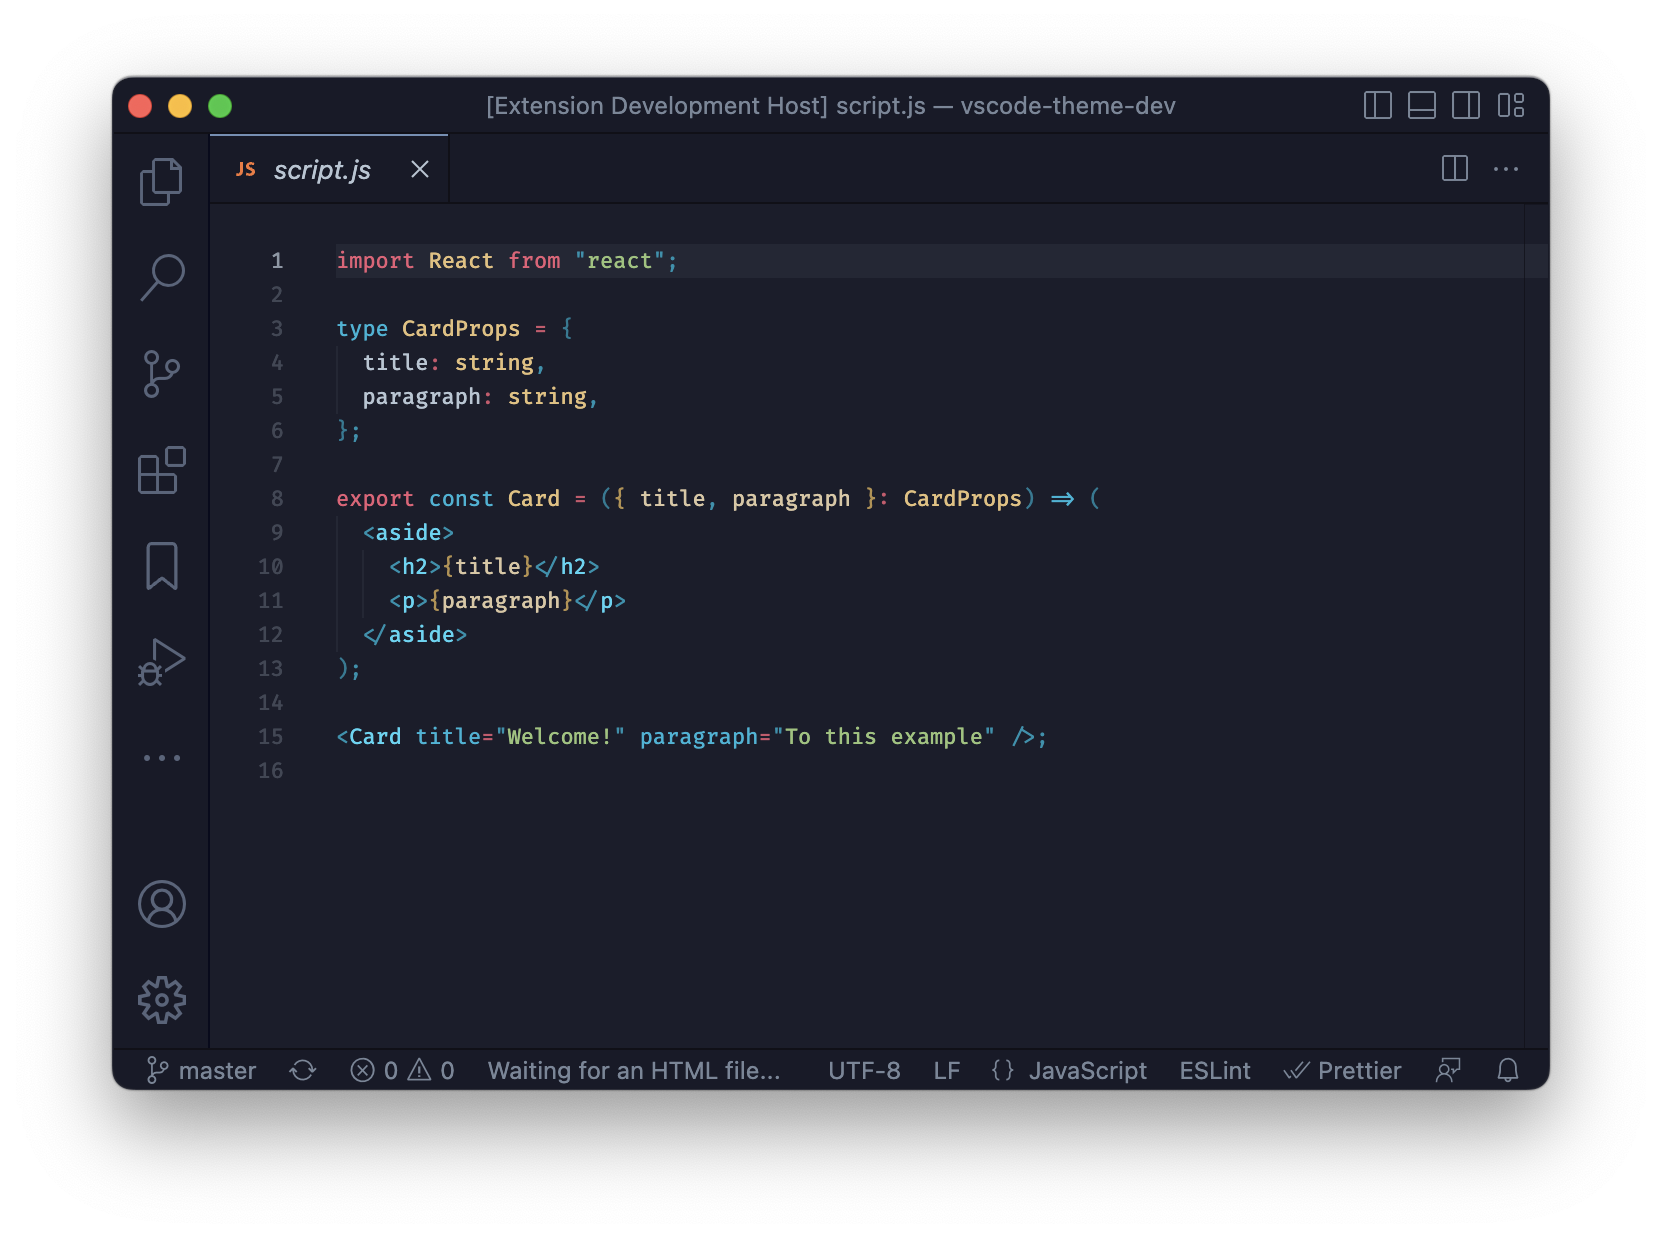 [Extension Development Host] script.js — vscode-theme-dev
JS script.js
1 import React from "react";
2
3 type CardProps = {
4   title: string,
5   paragraph: string,
6 };
7
8 export const Card = ({ title, paragraph }: CardProps) => (
9   <aside>
10     <h2>{title}</h2>
11     <p>{paragraph}</p>
12   </aside>
13 );
14
15 <Card title="Welcome!" paragraph="To this example" />;
16
master 0 0 Waiting for an HTML file... UTF-8 LF {} JavaScript ESLint Prettier